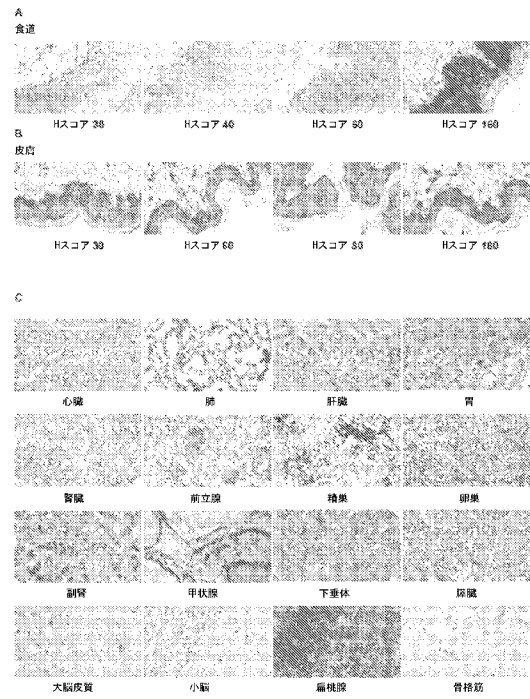 A
食道
Hスコア 30 Hスコア 40 Hスコア 60 Hスコア 160
B
皮膚
Hスコア 30 Hスコア 60 Hスコア 80 Hスコア 160
C
心臓 肺 肝臓 胃
腎臓 前立腺 精巣 卵巣
副腎 甲状腺 下垂体 膵臓
大脳皮質 小脳 扁桃腺 骨格筋